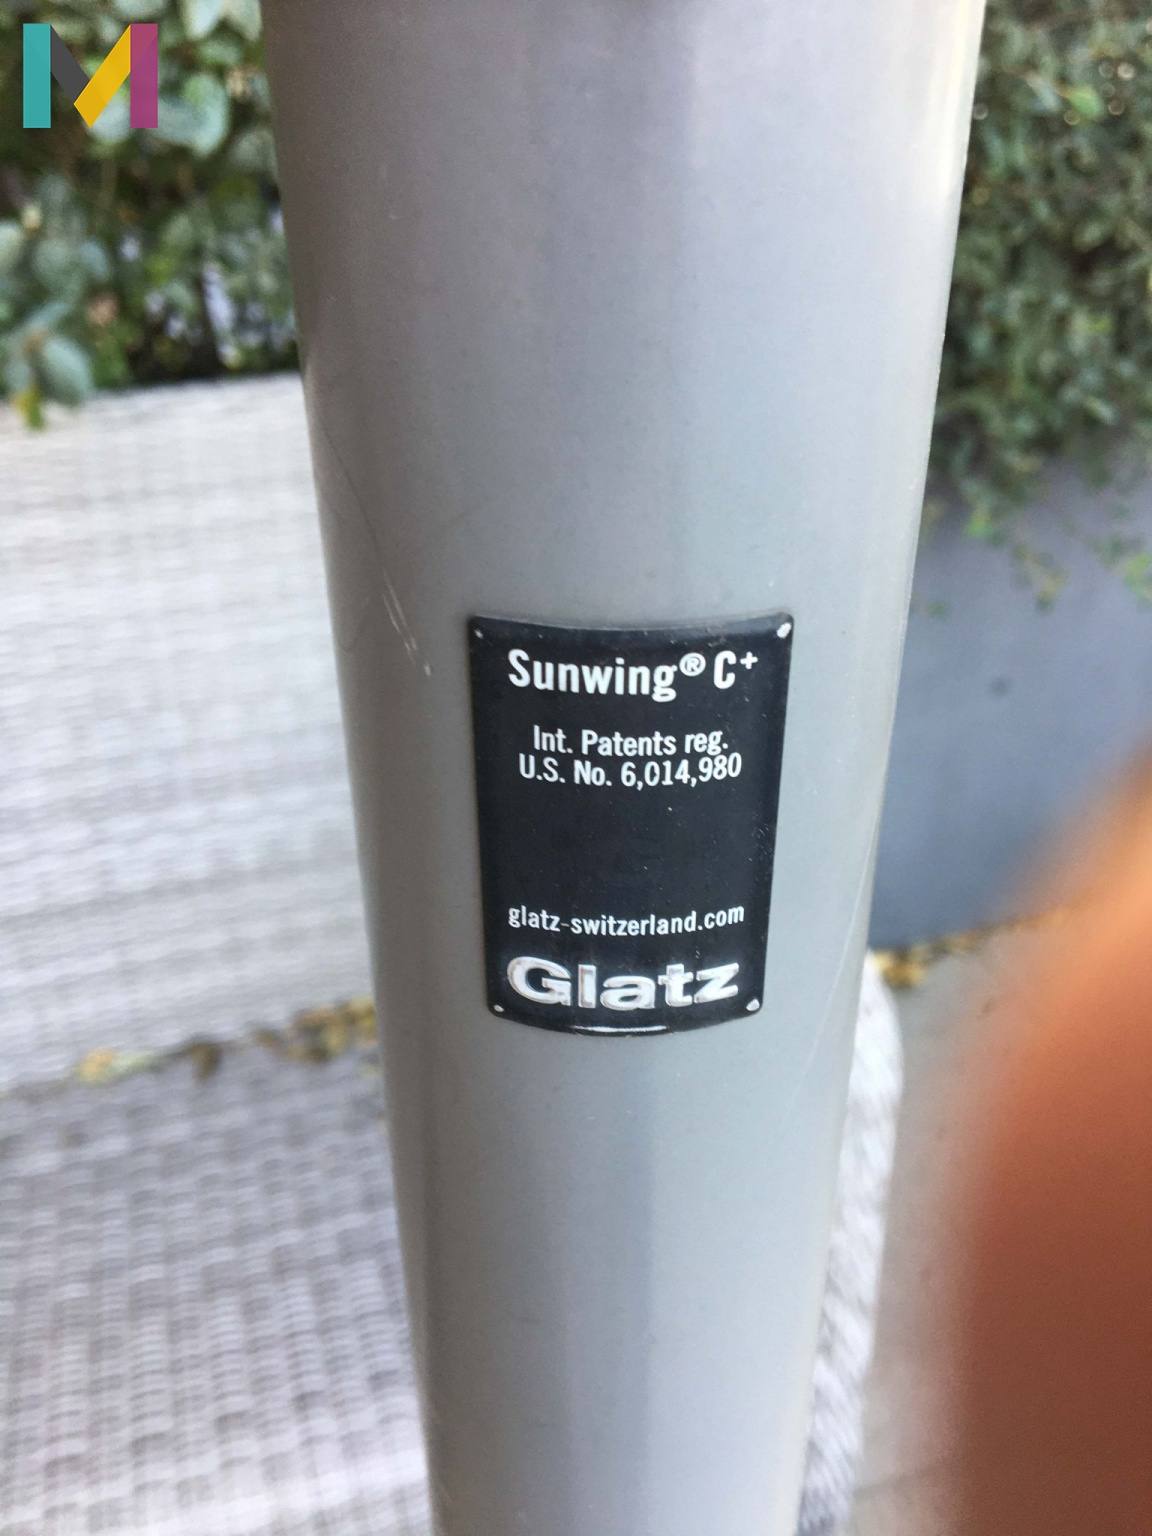 M
Sunwing® C+
Int. Patents reg.
U.S. No. 6,014,980
glatz-switzerland.com
Glatz